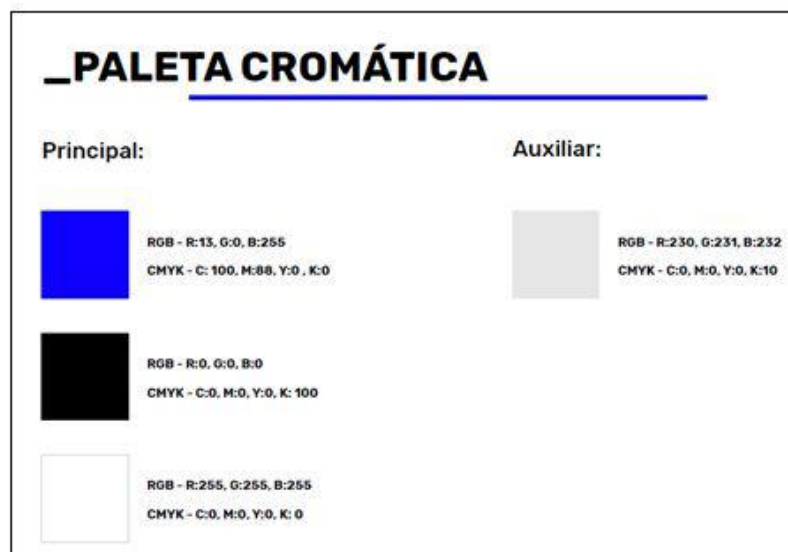 _PALETA CROMÁTICA
Principal:
RGB - R:13, G:0, B:255
CMYK - C: 100, M:88, Y:0 , K:0
RGB - R:0, G:0, B:0
CMYK - C:0, M:0, Y:0, K: 100
RGB - R:255, G:255, B:255
CMYK - C:0, M:0, Y:0, K: 0
Auxiliar:
RGB - R:230, G:231, B:232
CMYK - C:0, M:0, Y:0, K:10